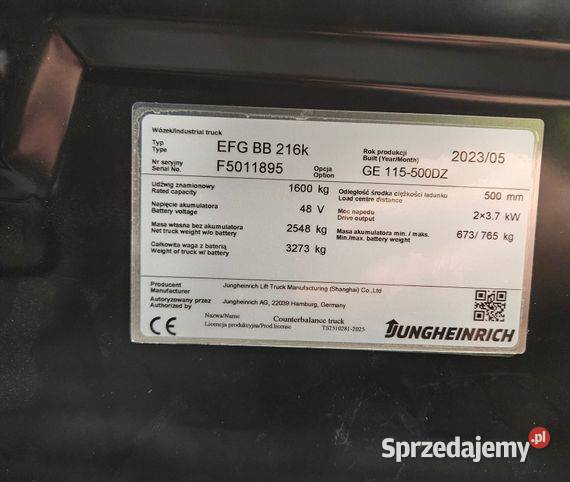 Wózek/Industrial truck
Typ
Type
EFG BB 216k
Rok produkcji
Built (Year/Month)
2023/05
Nr seryjny
Serial No.
F5011895
Opcja
Option
GE 115-500DZ
Udźwig znamionowy
Rated capacity
1600 kg
Odległość środka ciężkości ładunku
Load centre distance
500 mm
Napięcie akumulatora
Battery voltage
48 V
Moc napędu
Drive output
2×3.7 kW
Masa własna bez akumulatora
Net truck weight w/o battery
2548 kg
Masa akumulatora min. / maks.
Min./max. battery weight
673/ 765 kg
Całkowita waga z baterią
Weight of truck w/ battery
3273 kg
Producent
Manufacturer
Jungheinrich Lift Truck Manufacturing (Shanghai) Co.,Ltd
Autoryzowany przez
Authorized by
Jungheinrich AG, 22039 Hamburg, Germany
CE
Nazwa/Name
Counterbalance truck
Licencja produkcyjna/Prod.license
TS2510281-2025
JUNGHEINRICH
Sprzedajemy.pl